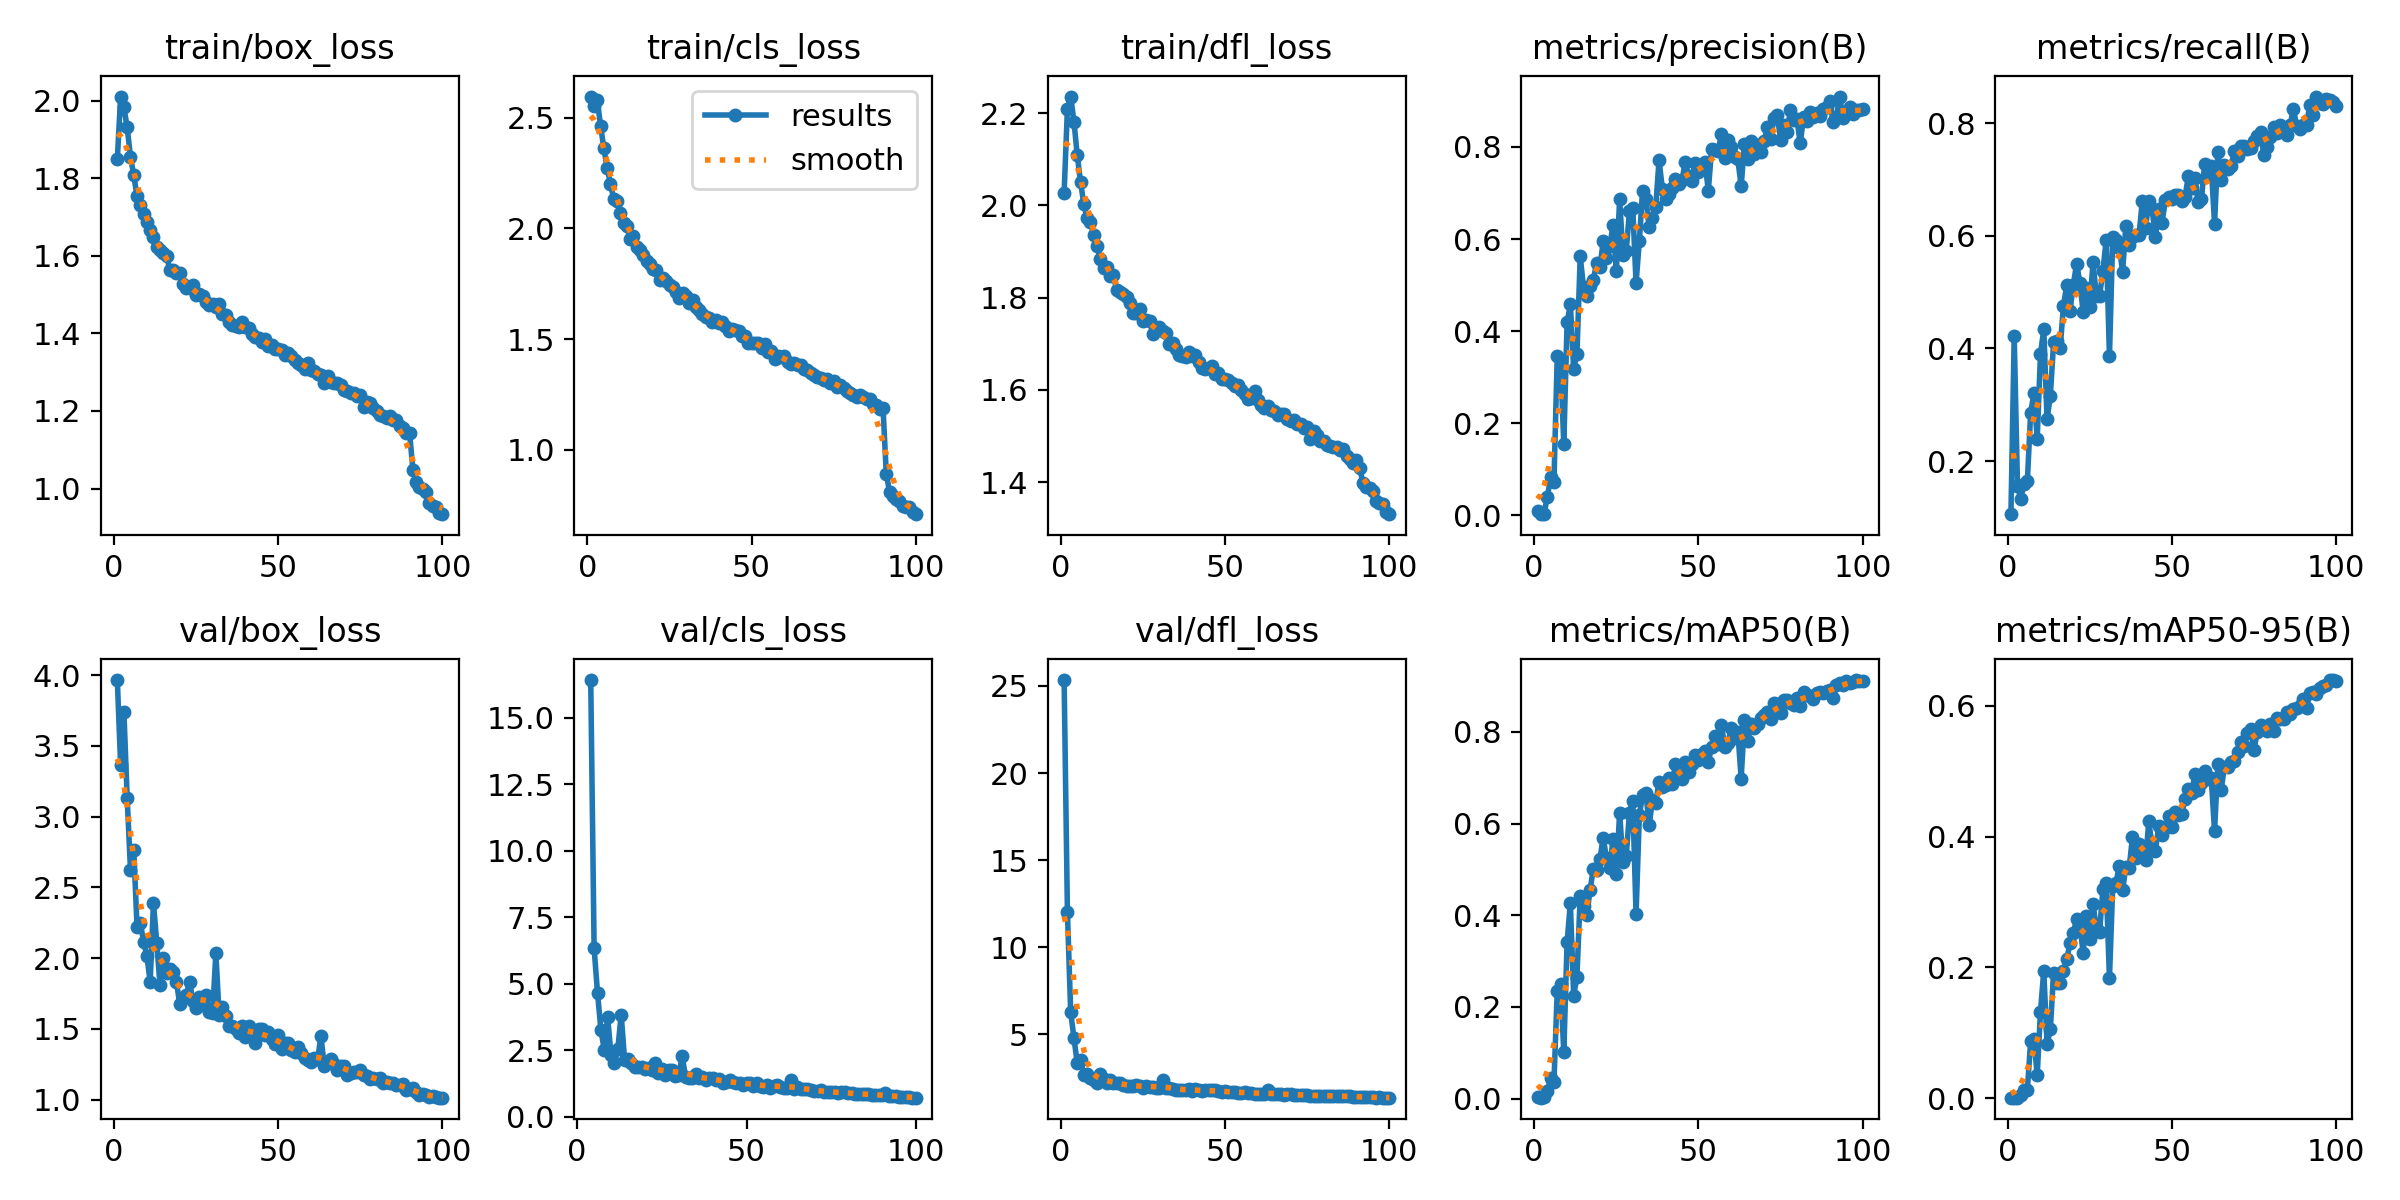 train/box_loss
2.0
1.8
1.6
1.4
1.2
1.0
0 50 100
train/cls_loss
results
smooth
2.5
2.0
1.5
1.0
0 50 100
train/dfl_loss
2.2
2.0
1.8
1.6
1.4
0 50 100
metrics/precision(B)
0.8
0.6
0.4
0.2
0.0
0 50 100
metrics/recall(B)
0.8
0.6
0.4
0.2
0 50 100
val/box_loss
4.0
3.5
3.0
2.5
2.0
1.5
1.0
0 50 100
val/cls_loss
15.0
12.5
10.0
7.5
5.0
2.5
0.0
0 50 100
val/dfl_loss
25
20
15
10
5
0 50 100
metrics/mAP50(B)
0.8
0.6
0.4
0.2
0.0
0 50 100
metrics/mAP50-95(B)
0.6
0.4
0.2
0.0
0 50 100